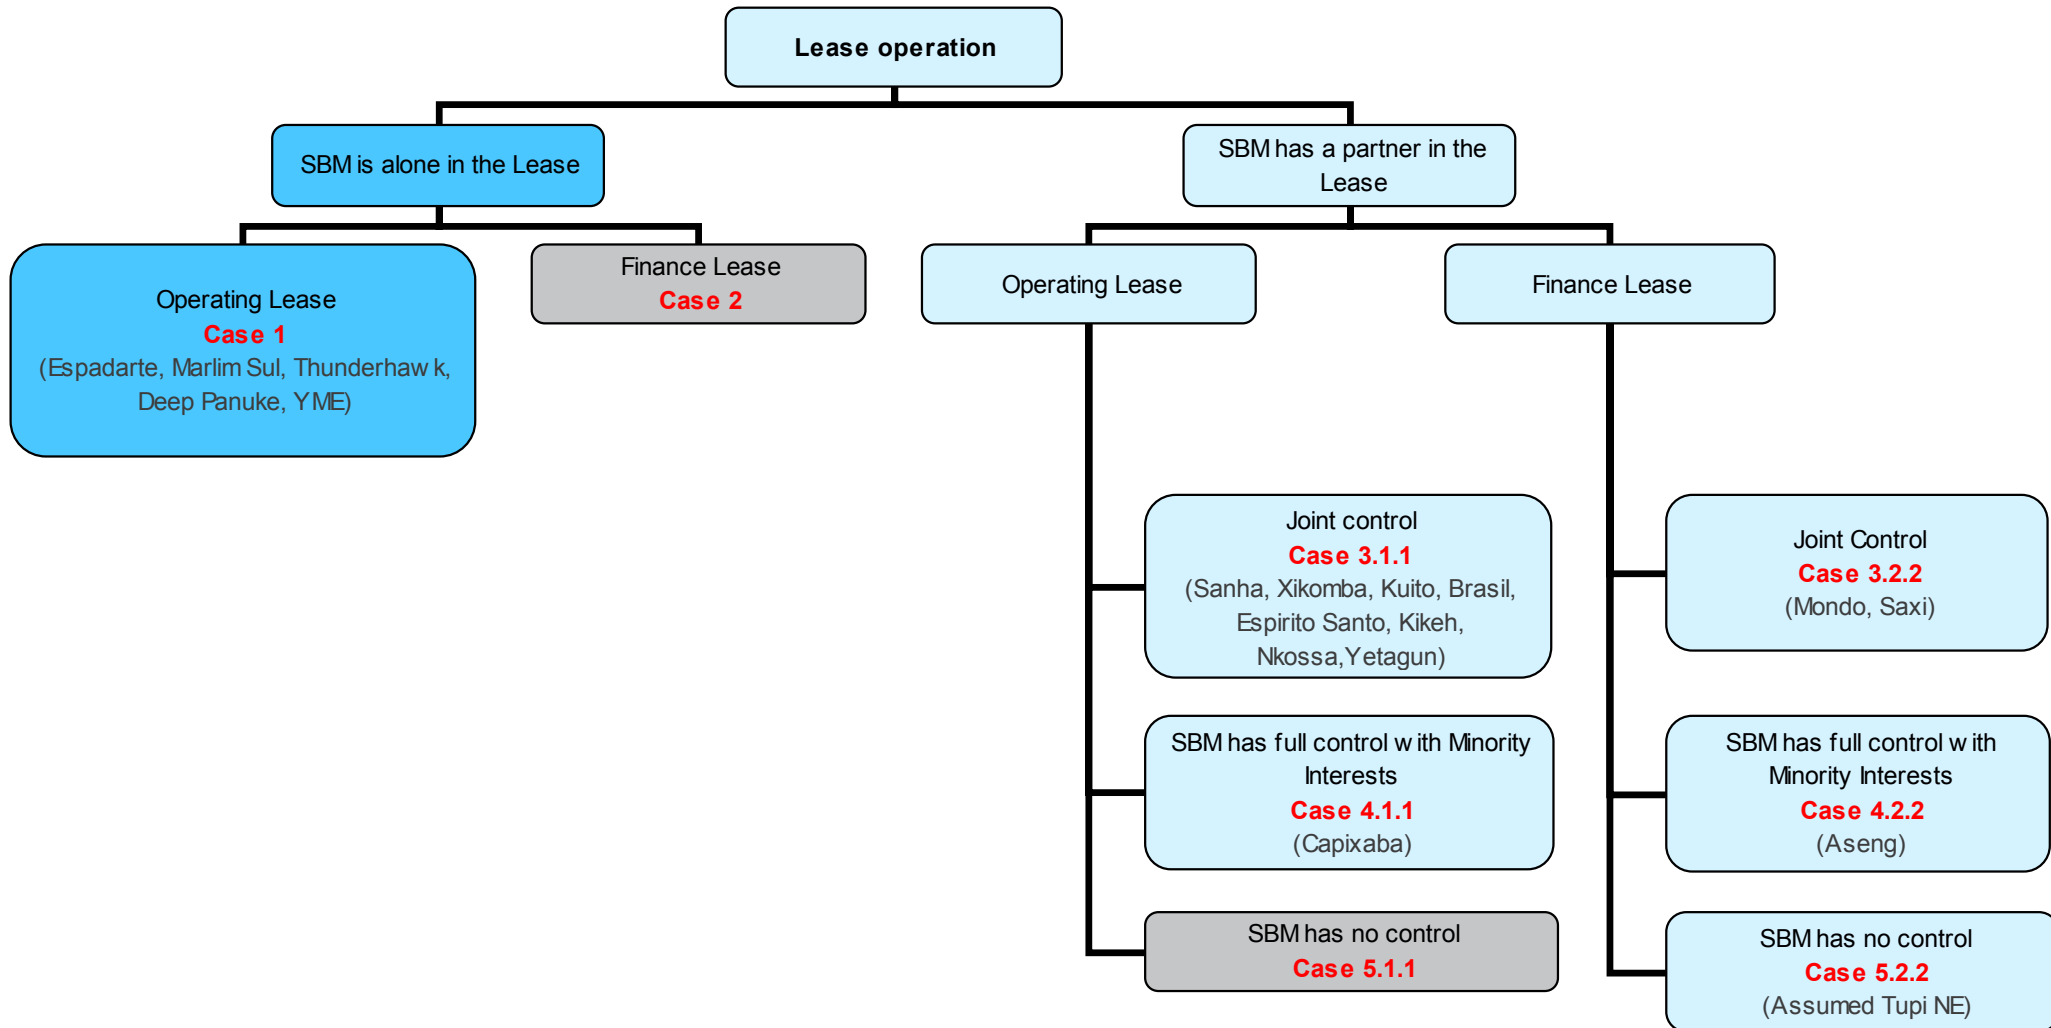 Lease operation
SBM is alone in the Lease
SBM has a partner in the
Lease
Operating Lease
Case 1
(Espadarte, Marlim Sul, Thunderhawk,
Deep Panuke, YME)
Finance Lease
Case 2
Operating Lease
Finance Lease
Joint control
Case 3.1.1
(Sanha, Xikomba, Kuito, Brasil,
Espirito Santo, Kikeh,
Nkossa,Yetagun)
Joint Control
Case 3.2.2
(Mondo, Saxi)
SBM has full control with Minority
Interests
Case 4.1.1
(Capixaba)
SBM has full control with
Minority Interests
Case 4.2.2
(Aseng)
SBM has no control
Case 5.1.1
SBM has no control
Case 5.2.2
(Assumed Tupi NE)